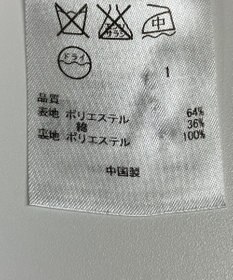 中
ドライ
1
品質
表地 ポリエステル 64%
綿 36%
裏地 ポリエステル 100%
中国製